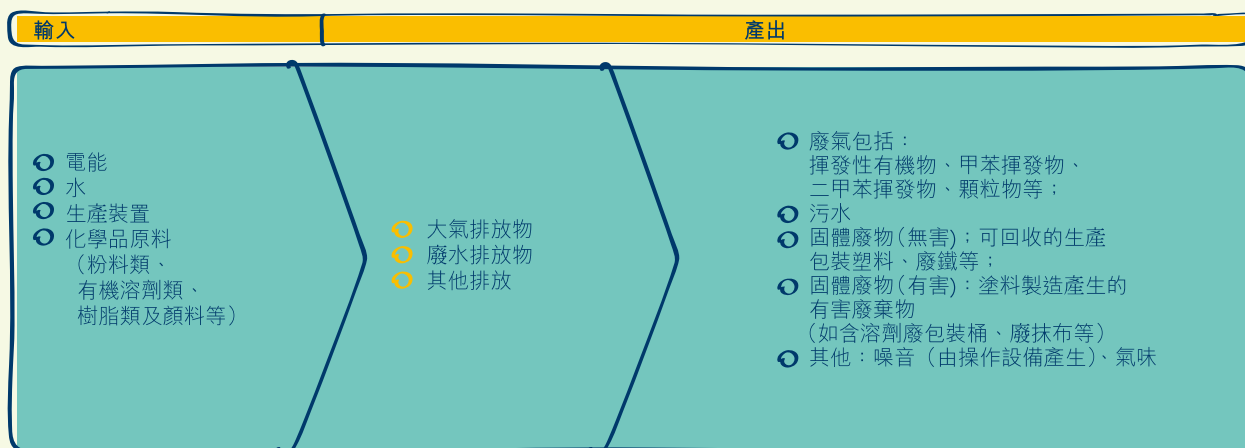 輸入
產出
電能
水
生產裝置
化學品原料
（粉料類、
有機溶劑類、
樹脂類及顏料等）
大氣排放物
廢水排放物
其他排放
廢氣包括：
揮發性有機物、甲苯揮發物、
二甲苯揮發物、顆粒物等；
污水
固體廢物（無害）；可回收的生產
包裝塑料、廢鐵等；
固體廢物（有害）：塗料製造產生的
有害廢棄物
（如含溶劑廢包裝桶、廢抹布等）
其他：噪音（由操作設備產生）、氣味